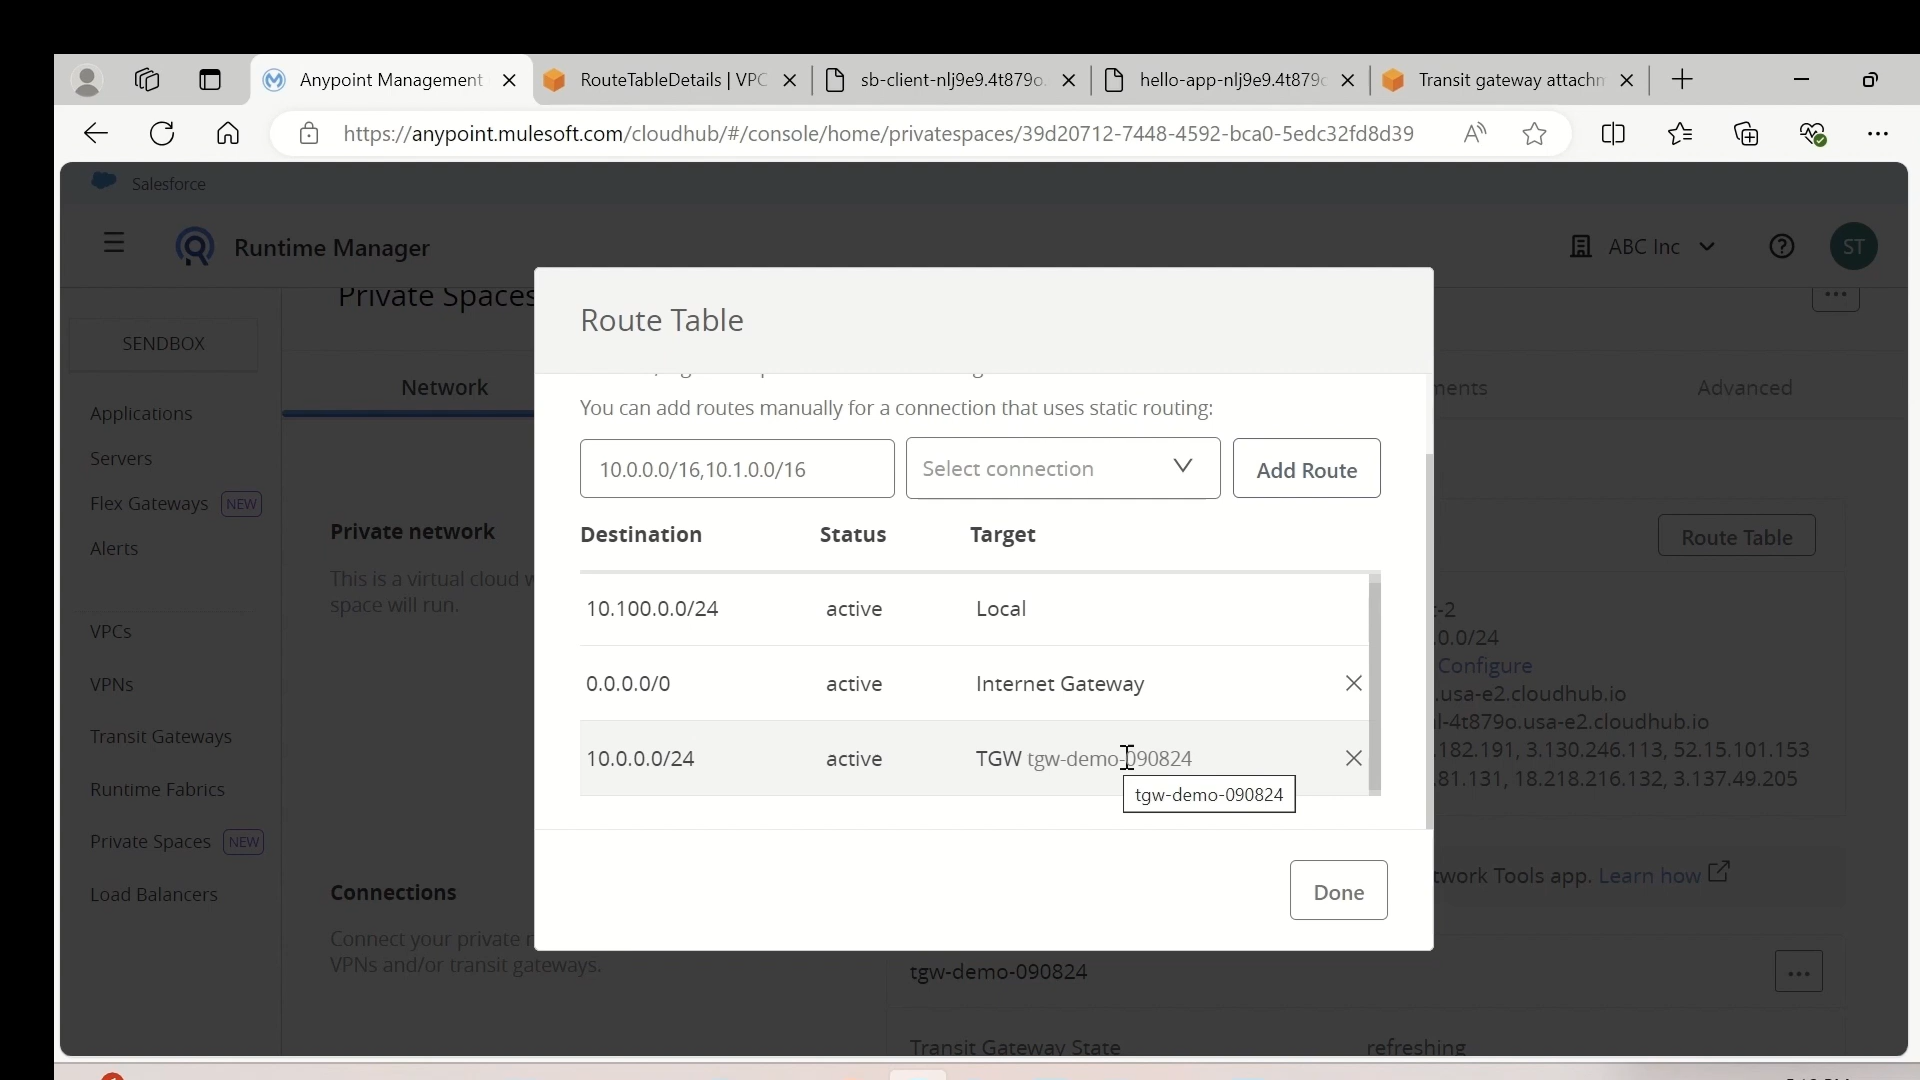 Anypoint Management
RouteTableDetails | VPC
sb-client-nlj9e9.4t879o.
hello-app-nlj9e9.4t879c
Transit gateway attachm
https://anypoint.mulesoft.com/cloudhub/#/console/home/privatespaces/39d20712-7448-4592-bca0-5edc32fd8d39
Salesforce
Runtime Manager
ABC Inc
ST
Private Spaces
SENDBOX
Applications
Servers
Flex Gateways NEW
Alerts
VPCs
VPNs
Transit Gateways
Runtime Fabrics
Private Spaces NEW
Load Balancers
Network
ments
Advanced
Private network
This is a virtual cloud w
space will run.
Connections
Connect your private n
VPNs and/or transit gateways.
Route Table
You can add routes manually for a connection that uses static routing:
10.0.0.0/16,10.1.0.0/16
Select connection
Add Route
Destination Status Target
10.100.0.0/24 active Local
0.0.0.0/0 active Internet Gateway
10.0.0.0/24 active TGW tgw-demo-090824
tgw-demo-090824
Done
Route Table
-2
.0.0/24
Configure
.usa-e2.cloudhub.io
l-4t879o.usa-e2.cloudhub.io
.182.191, 3.130.246.113, 52.15.101.153
.81.131, 18.218.216.132, 3.137.49.205
twork Tools app. Learn how
tgw-demo-090824
Transit Gateway State refreshing